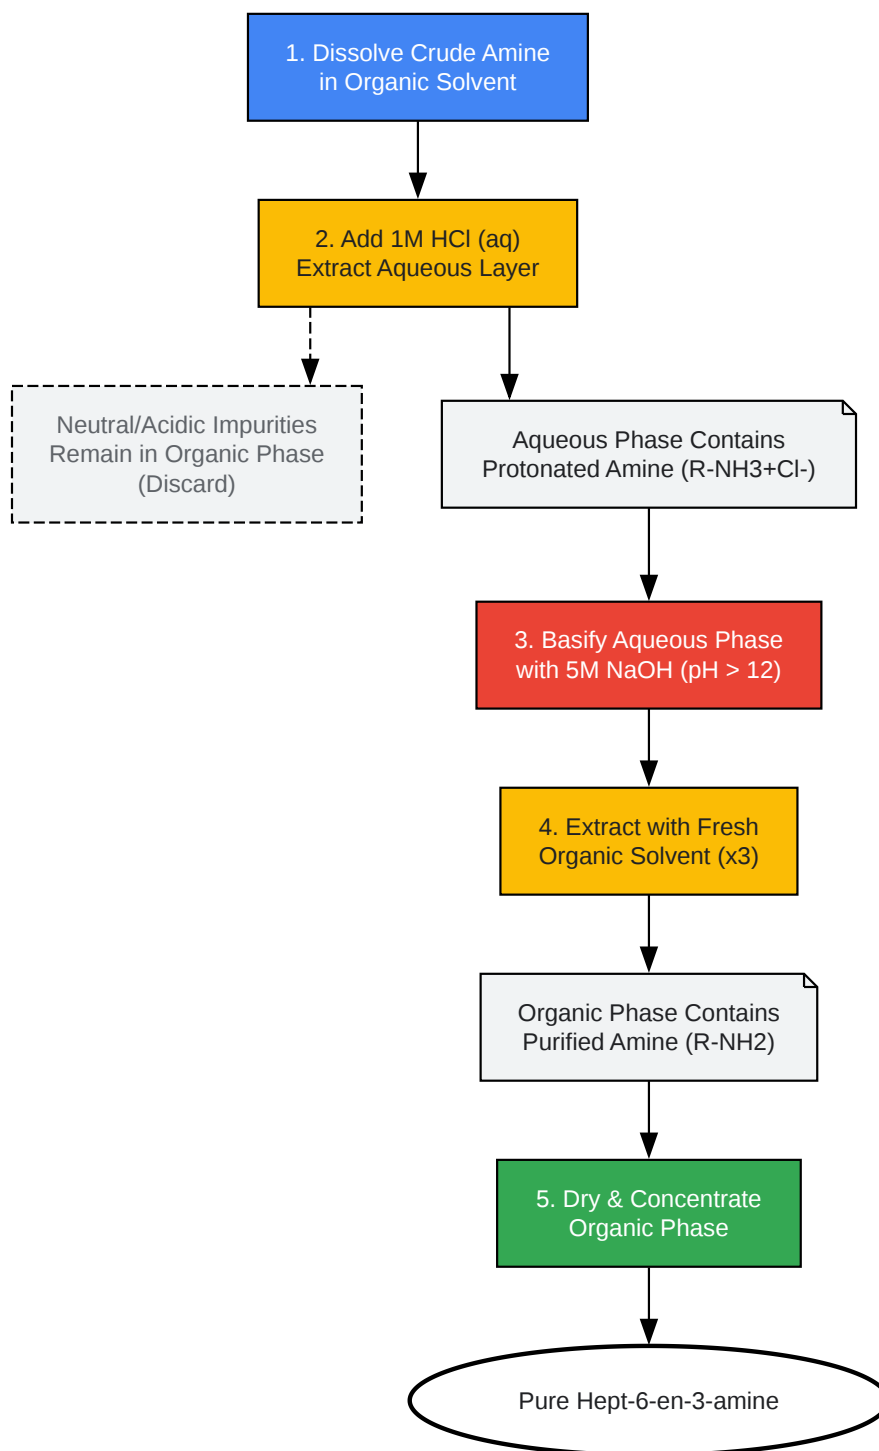 1. Dissolve Crude Amine
in Organic Solvent
2. Add 1M HCl (aq)
Extract Aqueous Layer
Neutral/Acidic Impurities
Remain in Organic Phase
(Discard)
Aqueous Phase Contains
Protonated Amine (R-NH3+Cl-)
3. Basify Aqueous Phase
with 5M NaOH (pH > 12)
4. Extract with Fresh
Organic Solvent (x3)
Organic Phase Contains
Purified Amine (R-NH2)
5. Dry & Concentrate
Organic Phase
Pure Hept-6-en-3-amine